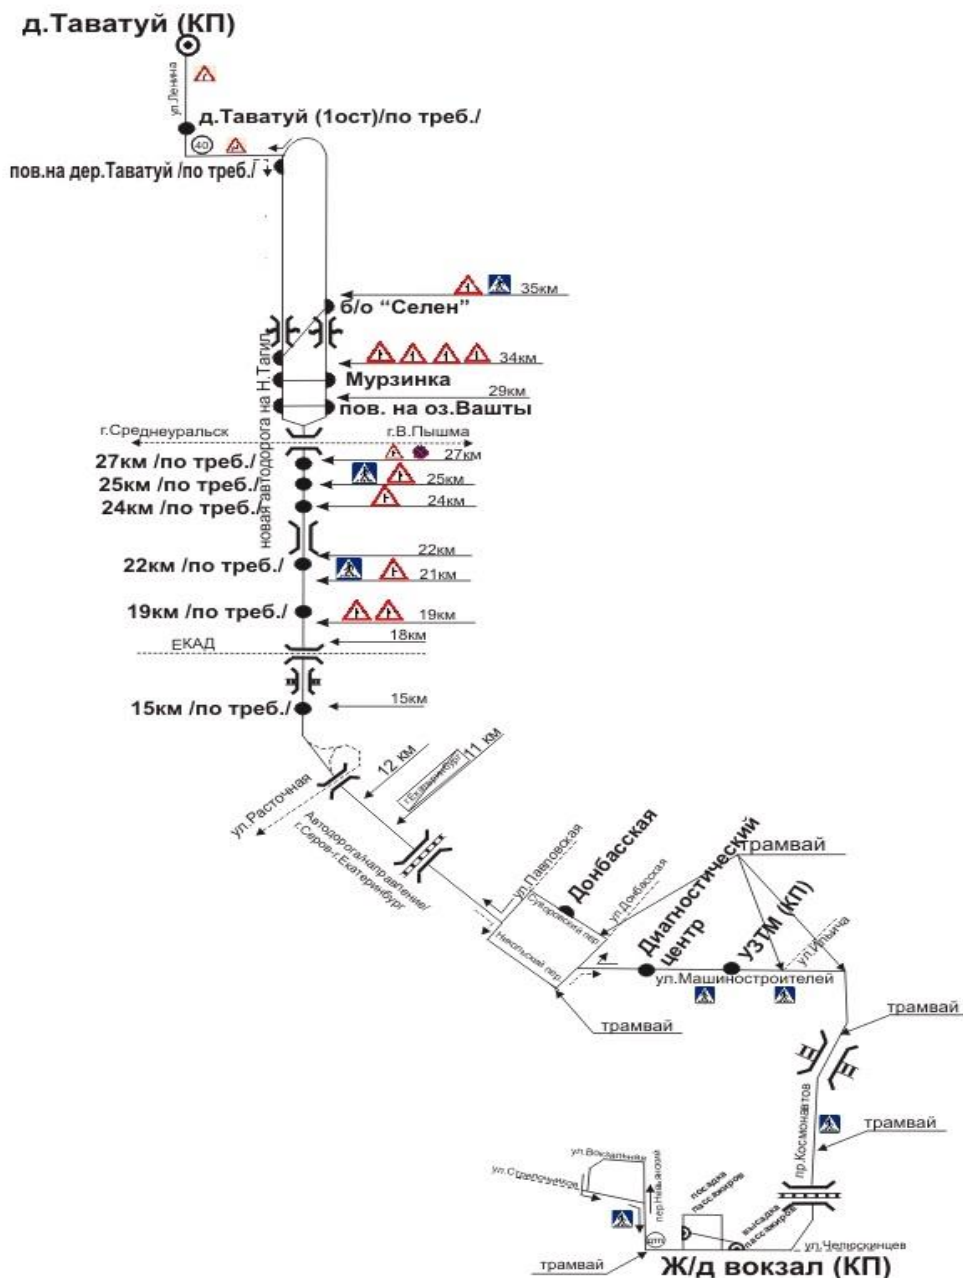 д.Таватуй (КП)
ул.Ленина
д.Таватуй (1ост)/по треб./
40
пов.на дер.Таватуй /по треб./
35км
б/о “Селен”
34км
Мурзинка
29км
пов. на оз.Вашты
новая автодорога на Н.Тагил
г.Среднеуральск
г.В.Пышма
27км /по треб./
27км
25км /по треб./
25км
24км /по треб./
24км
22км
22км /по треб./
21км
19км /по треб./
19км
18км
ЕКАД
15км /по треб./
15км
12 км
г.Екатеринбург
11 км
ул.Расточная
Автодорога/направление/
г.Серов-г.Екатеринбург
ул.Павловская
Донбасская
ул.Донбасская
Суворовский пер.
Никольский пер.
Диагностический
центр
УЗТМ (КП)
трамвай
ул.Ильича
ул.Машиностроителей
трамвай
трамвай
пр.Космонавтов
трамвай
ул.Вокзальная
ул.Стрелочников
пер.Невьянский
посадка
пассажиров
высадка
пассажиров
дтп
ул.Челюскинцев
трамвай
Ж/д вокзал (КП)